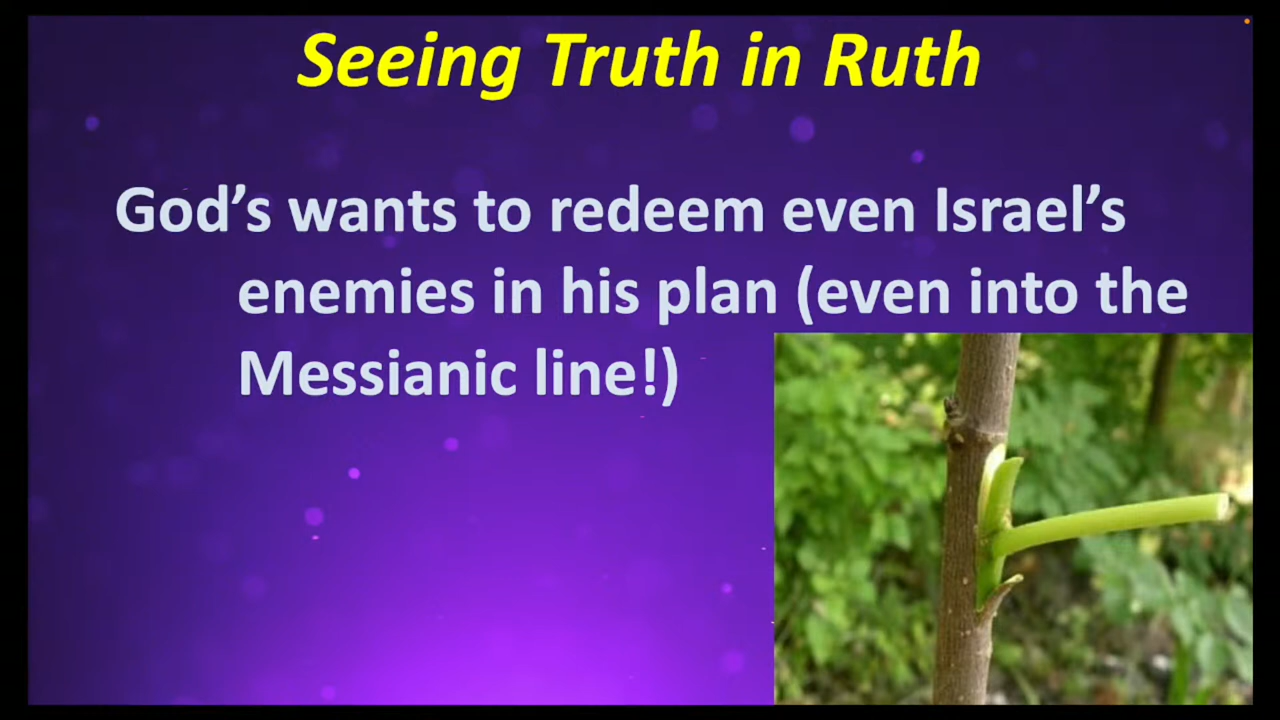 Seeing Truth in Ruth
God’s wants to redeem even Israel’s
enemies in his plan (even into the
Messianic line!)